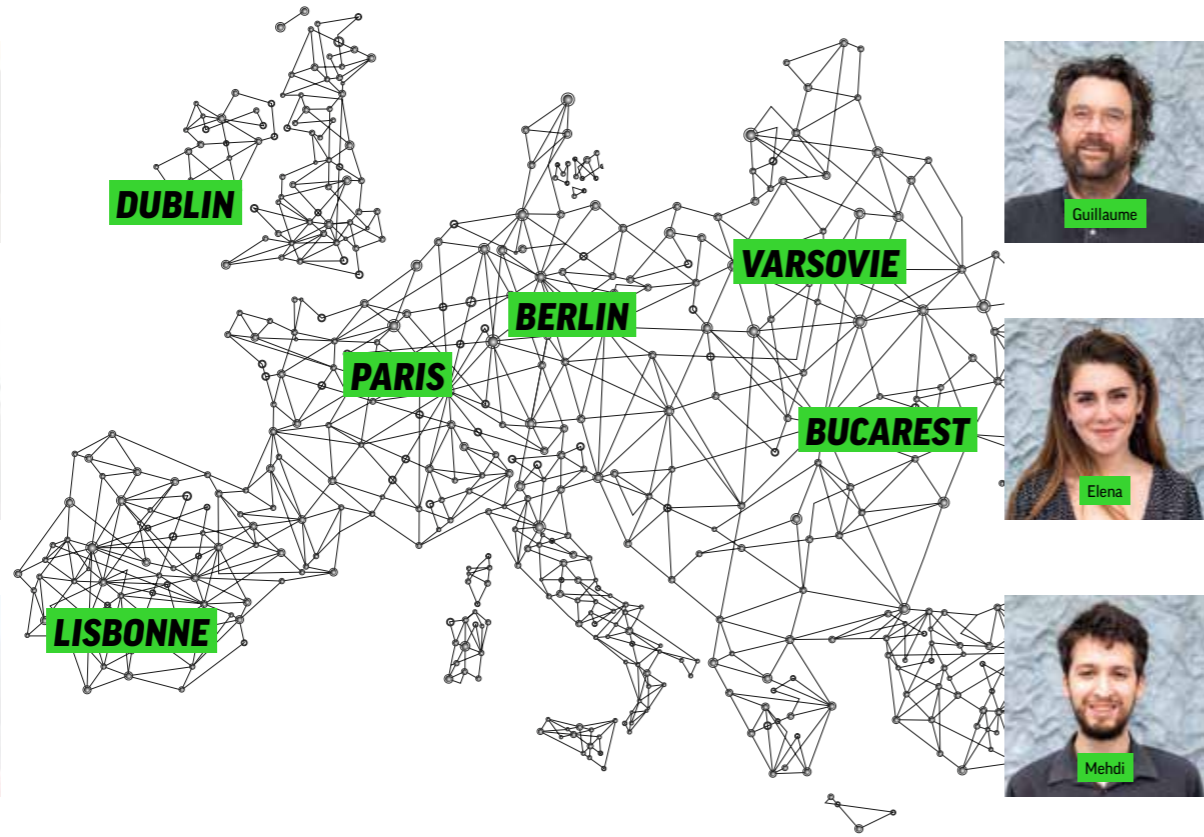 DUBLIN
VARSOVIE
BERLIN
PARIS
BUCAREST
LISBONNE
Guillaume
Elena
Mehdi